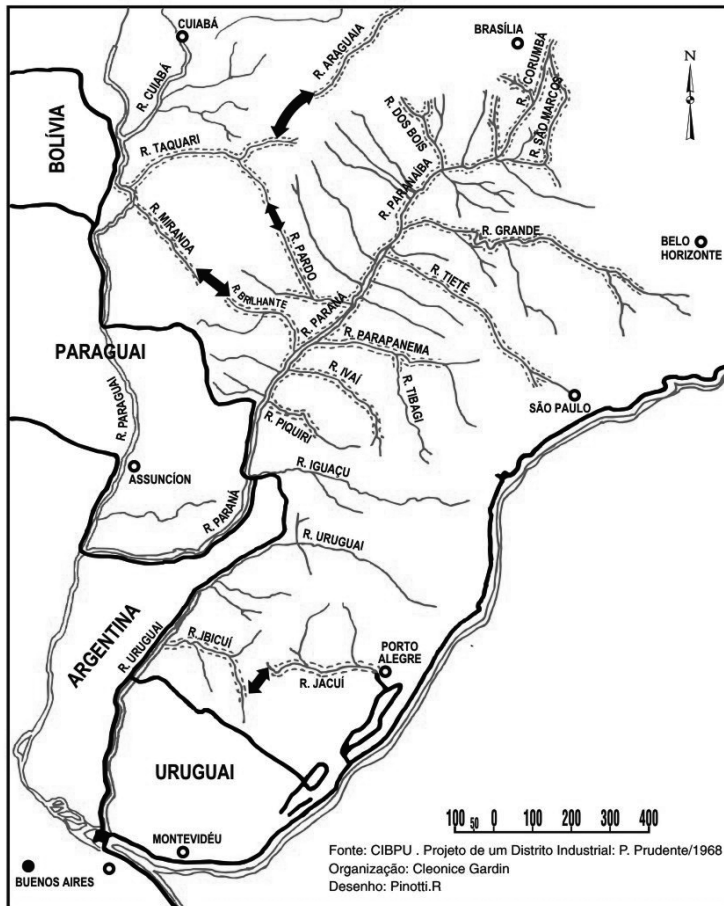 CUIABÁ
BRASÍLIA
R. ARAGUAIA
R. CORUMBÁ
N
R. CUIABÁ
BOLÍVIA
R. DOS BOIS
R. SÃO MARCOS
R. TAQUARI
R. PARANAÍBA
R. MIRANDA
R. PARDO
R. GRANDE
BELO
HORIZONTE
R. TIETÊ
R. BRILHANTE
R. PARANÁ
PARAGUAI
R. PARAPANEMA
R. IVAÍ
R. TIBAGI
R. PARAGUAI
SÃO PAULO
R. PIQUIRI
ASSUNCÍON
R. IGUAÇU
R. PARANÁ
R. URUGUAI
ARGENTINA
R. URUGUAI
R. IBICUÍ
PORTO
ALEGRE
R. JACUÍ
URUGUAI
100 50 0 100 200 300 400
MONTEVIDÉU
Fonte: CIBPU . Projeto de um Distrito Industrial: P. Prudente/1968
Organização: Cleonice Gardin
Desenho: Pinotti.R
BUENOS AIRES